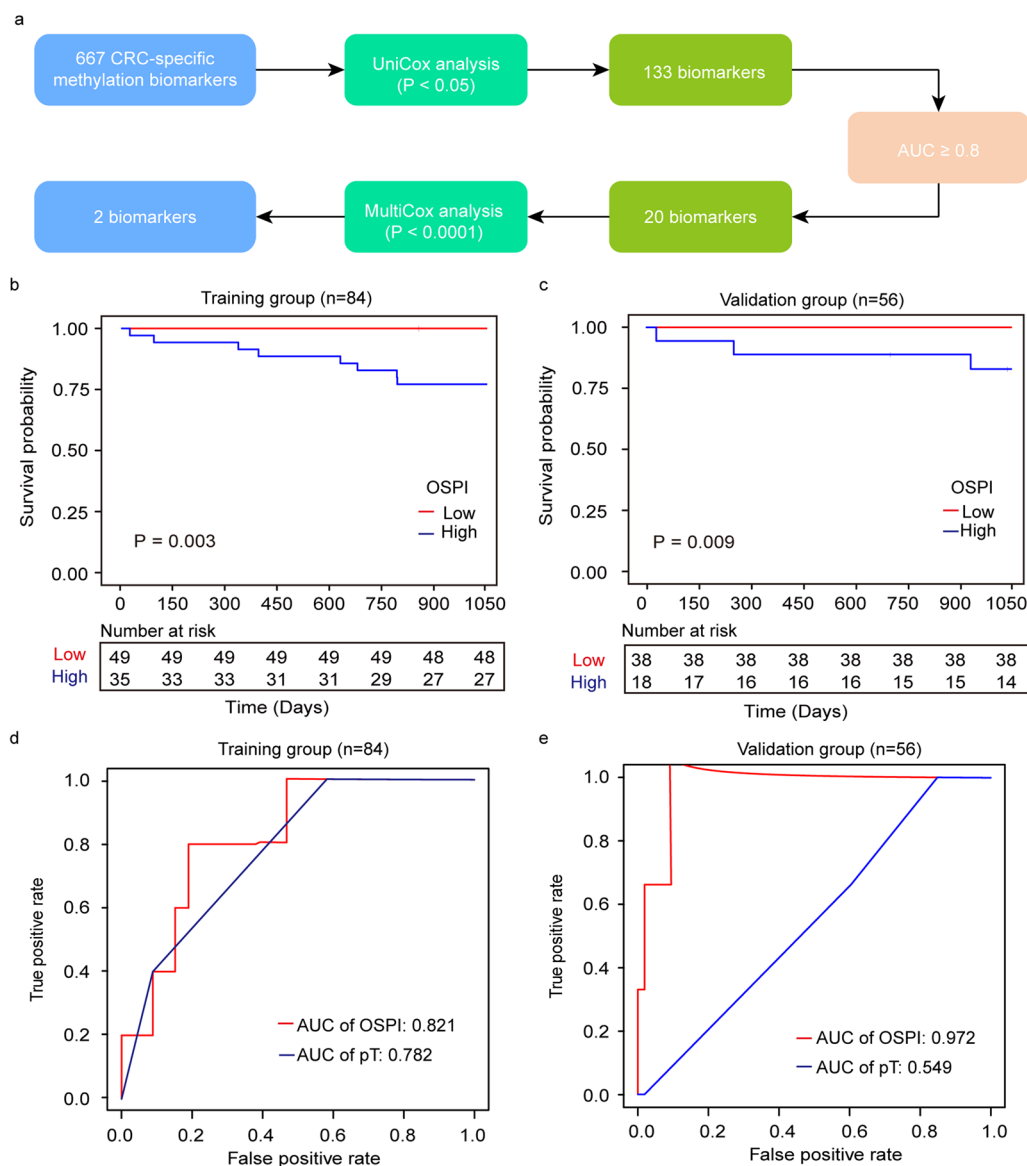 a
667 CRC-specific
methylation biomarkers
UniCox analysis
(P < 0.05)
133 biomarkers
AUC ≥ 0.8
2 biomarkers
MultiCox analysis
(P < 0.0001)
20 biomarkers
b
Training group (n=84)
Survival probability
1.00
0.75
0.50
0.25
0.00
OSPI
Low
High
P = 0.003
0 150 300 450 600 750 900 1050
Number at risk
Low 49 49 49 49 49 49 48 48
High 35 33 33 31 31 29 27 27
Time (Days)
c
Validation group (n=56)
Survival probability
1.00
0.75
0.50
0.25
0.00
OSPI
Low
High
P = 0.009
0 150 300 450 600 750 900 1050
Number at risk
Low 38 38 38 38 38 38 38 38
High 18 17 16 16 16 15 15 14
Time (Days)
d
Training group (n=84)
True positive rate
1.0
0.8
0.6
0.4
0.2
0.0
AUC of OSPI: 0.821
AUC of pT: 0.782
0.0 0.2 0.4 0.6 0.8 1.0
False positive rate
e
Validation group (n=56)
True positive rate
1.0
0.8
0.6
0.4
0.2
0.0
AUC of OSPI: 0.972
AUC of pT: 0.549
0.0 0.2 0.4 0.6 0.8 1.0
False positive rate